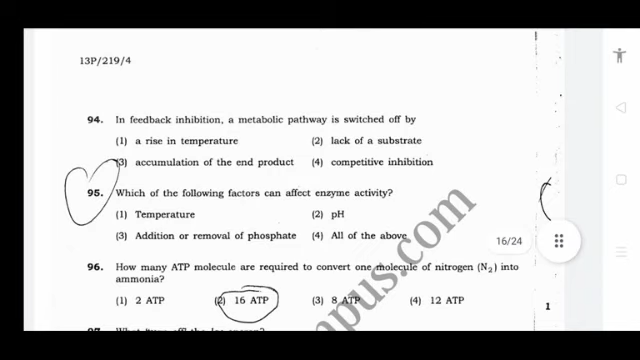 13P/219/4
94. In feedback inhibition, a metabolic pathway is switched off by
(1) a rise in temperature (2) lack of a substrate
(3) accumulation of the end product (4) competitive inhibition
95. Which of the following factors can affect enzyme activity?
(1) Temperature (2) pH
(3) Addition or removal of phosphate (4) All of the above
16/24
96. How many ATP molecule are required to convert one molecule of nitrogen (N₂) into
ammonia?
(1) 2 ATP (2) 16 ATP (3) 8 ATP (4) 12 ATP
1
97.
pus.com